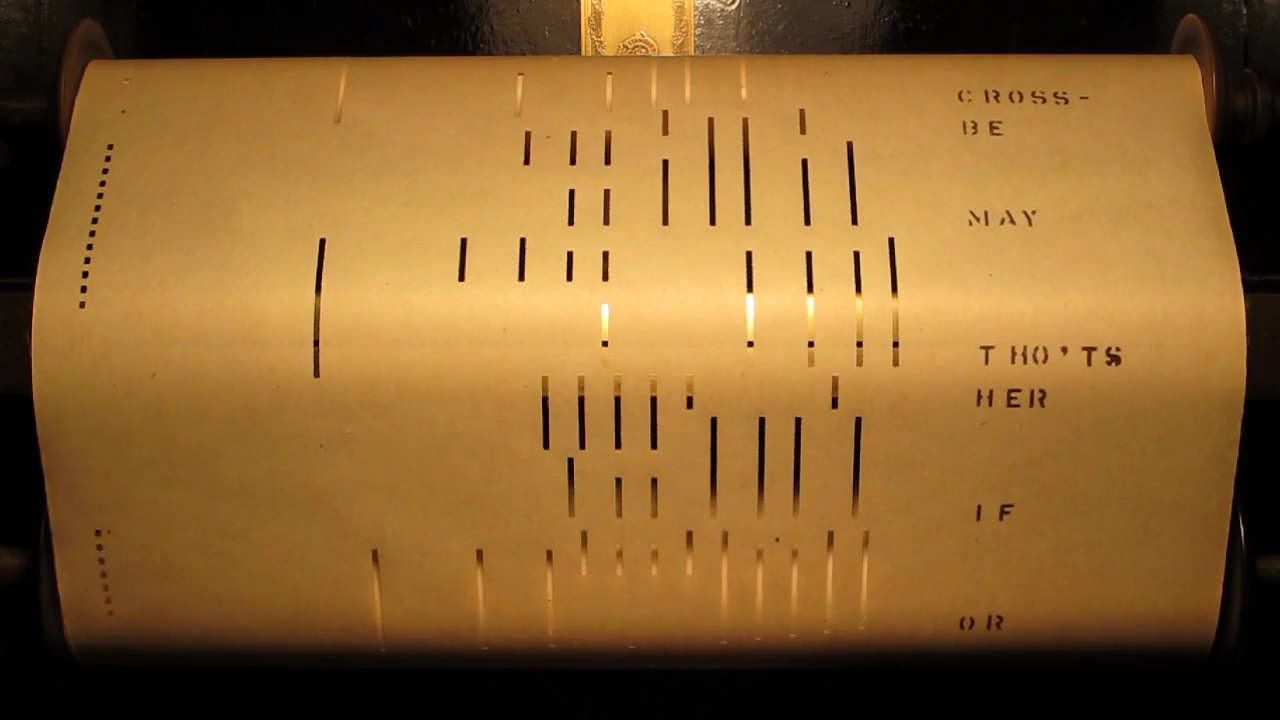 CROSS-
BE
MAY
THO'TS
HER
IF
OR